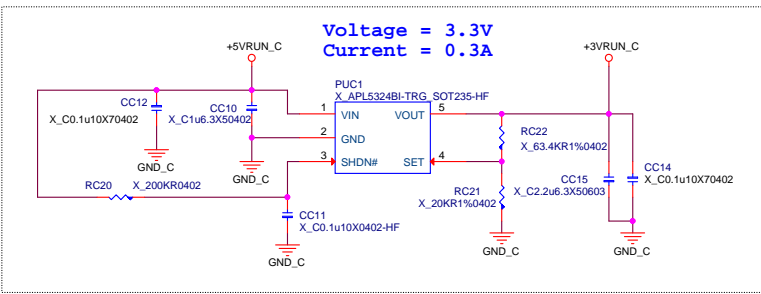 Voltage = 3.3V
Current = 0.3A
+5VRUN_C
+3VRUN_C
PUC1
X_APL5324BI-TRG_SOT235-HF
CC12
X_C0.1u10X70402
CC10
X_C1u6.3X50402
1
VIN
VOUT
5
2
GND
3
SHDN#
SET
4
RC22
X_63.4KR1%0402
GND_C
GND_C
RC20
X_200KR0402
RC21
X_20KR1%0402
CC15
X_C2.2u6.3X50603
CC14
X_C0.1u10X70402
CC11
X_C0.1u10X0402-HF
GND_C
GND_C
GND_C